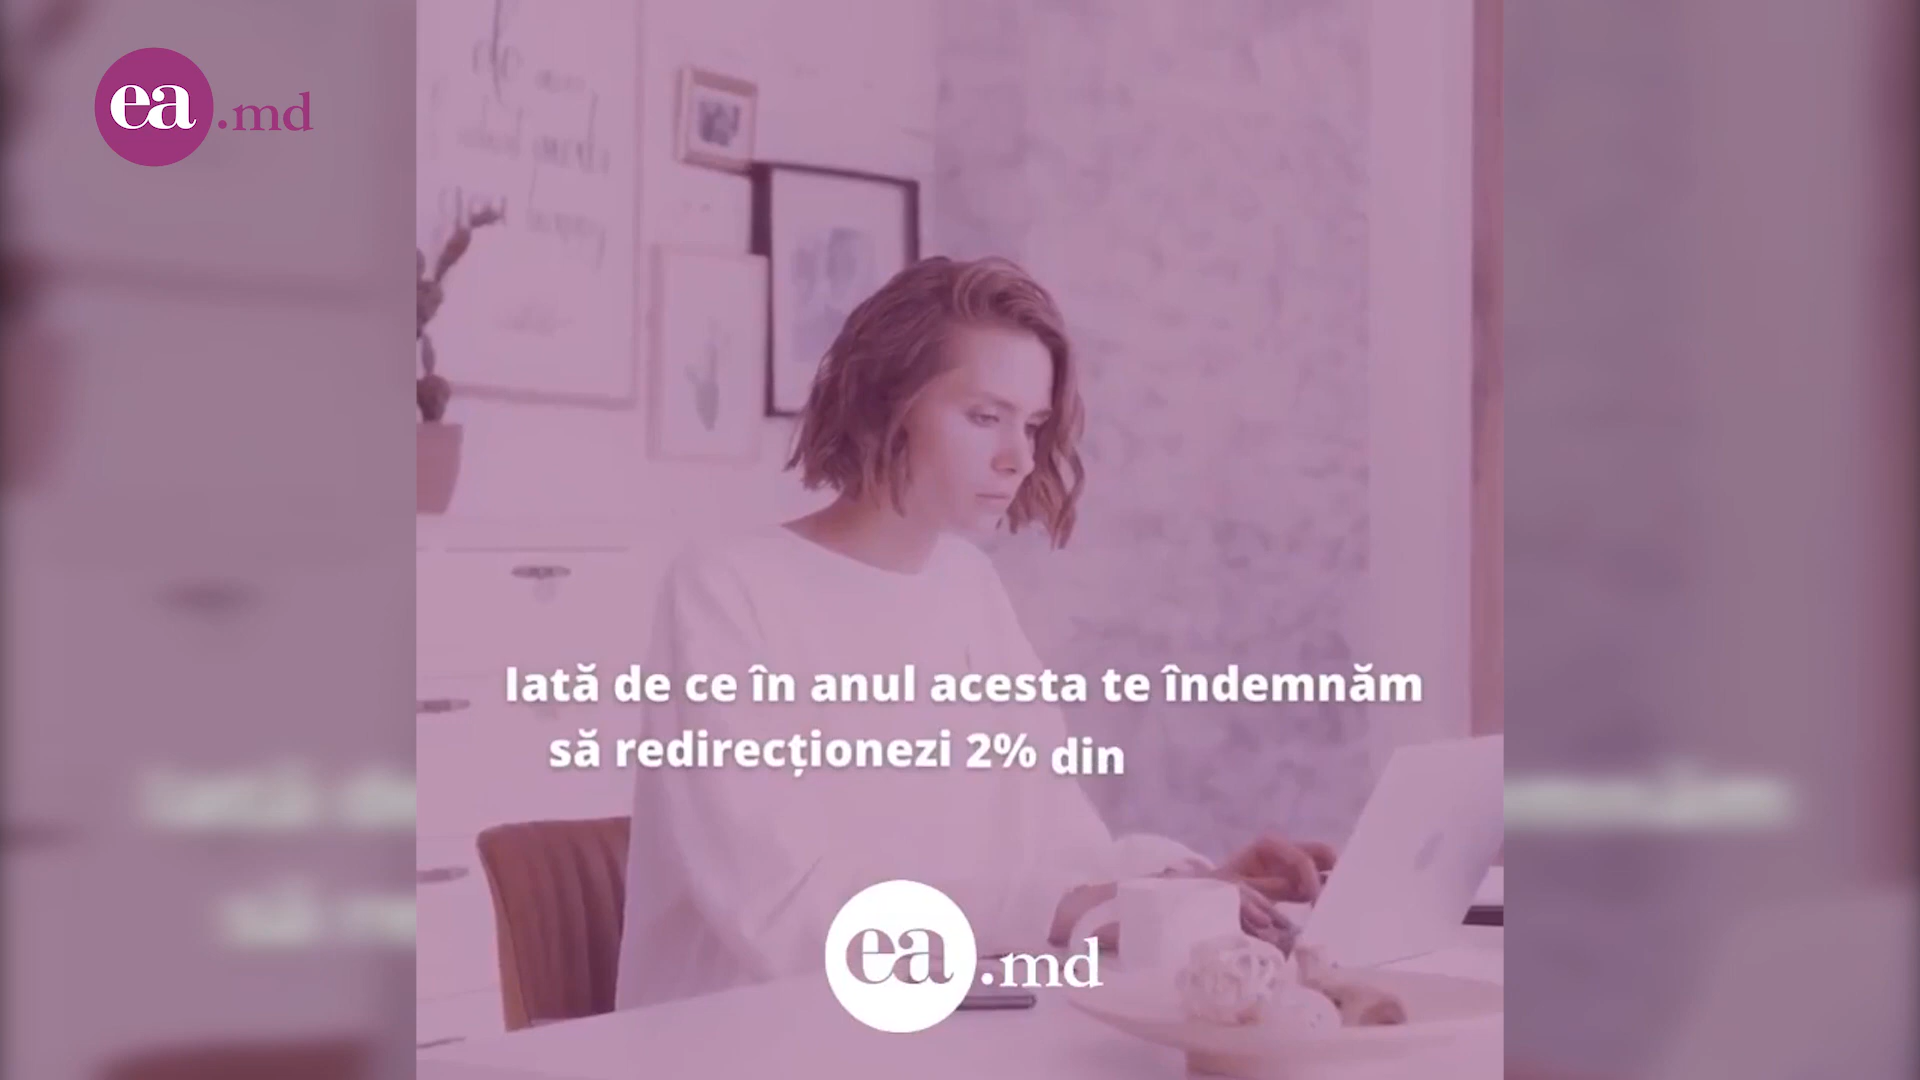 ea.md
Iată de ce în anul acesta te îndemnăm
să redirecționezi 2% din
ea.md